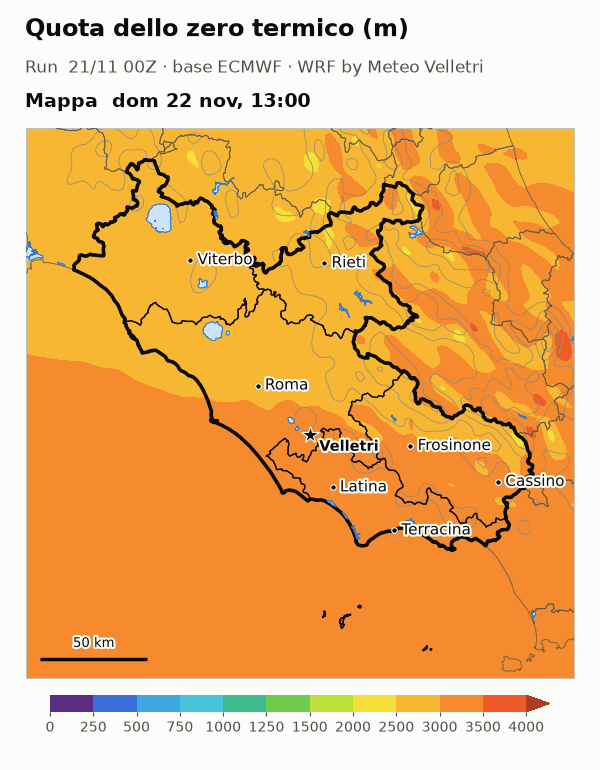 Quota dello zero termico (m)
Run  21/11 00Z · base ECMWF · WRF by Meteo Velletri
Mappa  dom 22 nov, 13:00
Viterbo
Rieti
Roma
Velletri
Frosinone
Latina
Cassino
Terracina
50 km
0 250 500 750 1000 1250 1500 2000 2500 3000 3500 4000